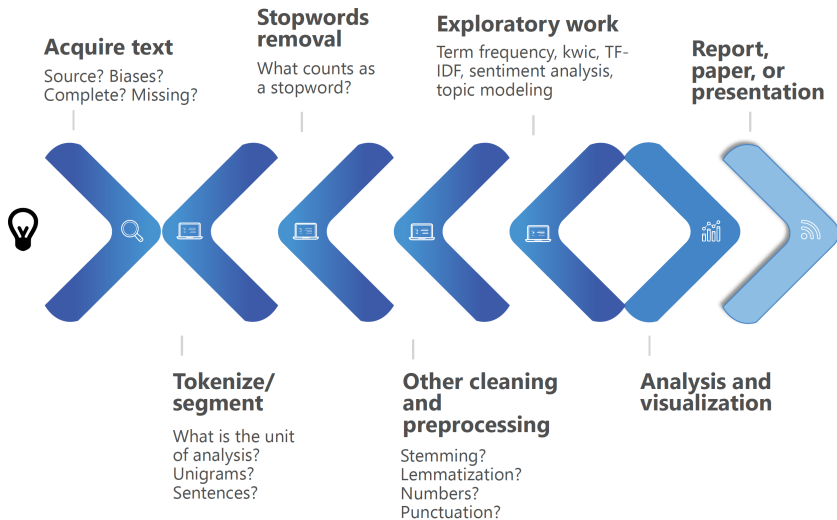 Acquire text
Source? Biases?
Complete? Missing?
Tokenize/
segment
What is the unit
of analysis?
Unigrams?
Sentences?
Stopwords
removal
What counts as
a stopword?
Other cleaning
and
preprocessing
Stemming?
Lemmatization?
Numbers?
Punctuation?
Exploratory work
Term frequency, kwic, TF-
IDF, sentiment analysis,
topic modeling
Analysis and
visualization
Report,
paper, or
presentation